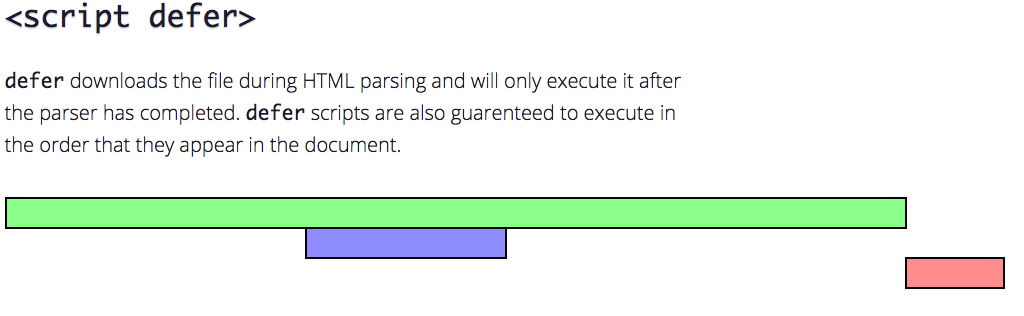 <script defer>
defer downloads the file during HTML parsing and will only execute it after
the parser has completed. defer scripts are also guarenteed to execute in
the order that they appear in the document.